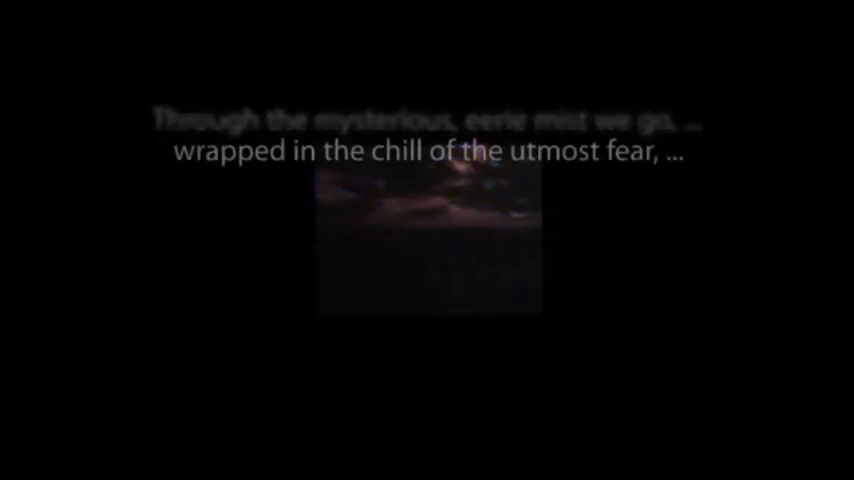 Through the mysterious, eerie mist we go, ...
wrapped in the chill of the utmost fear, ...